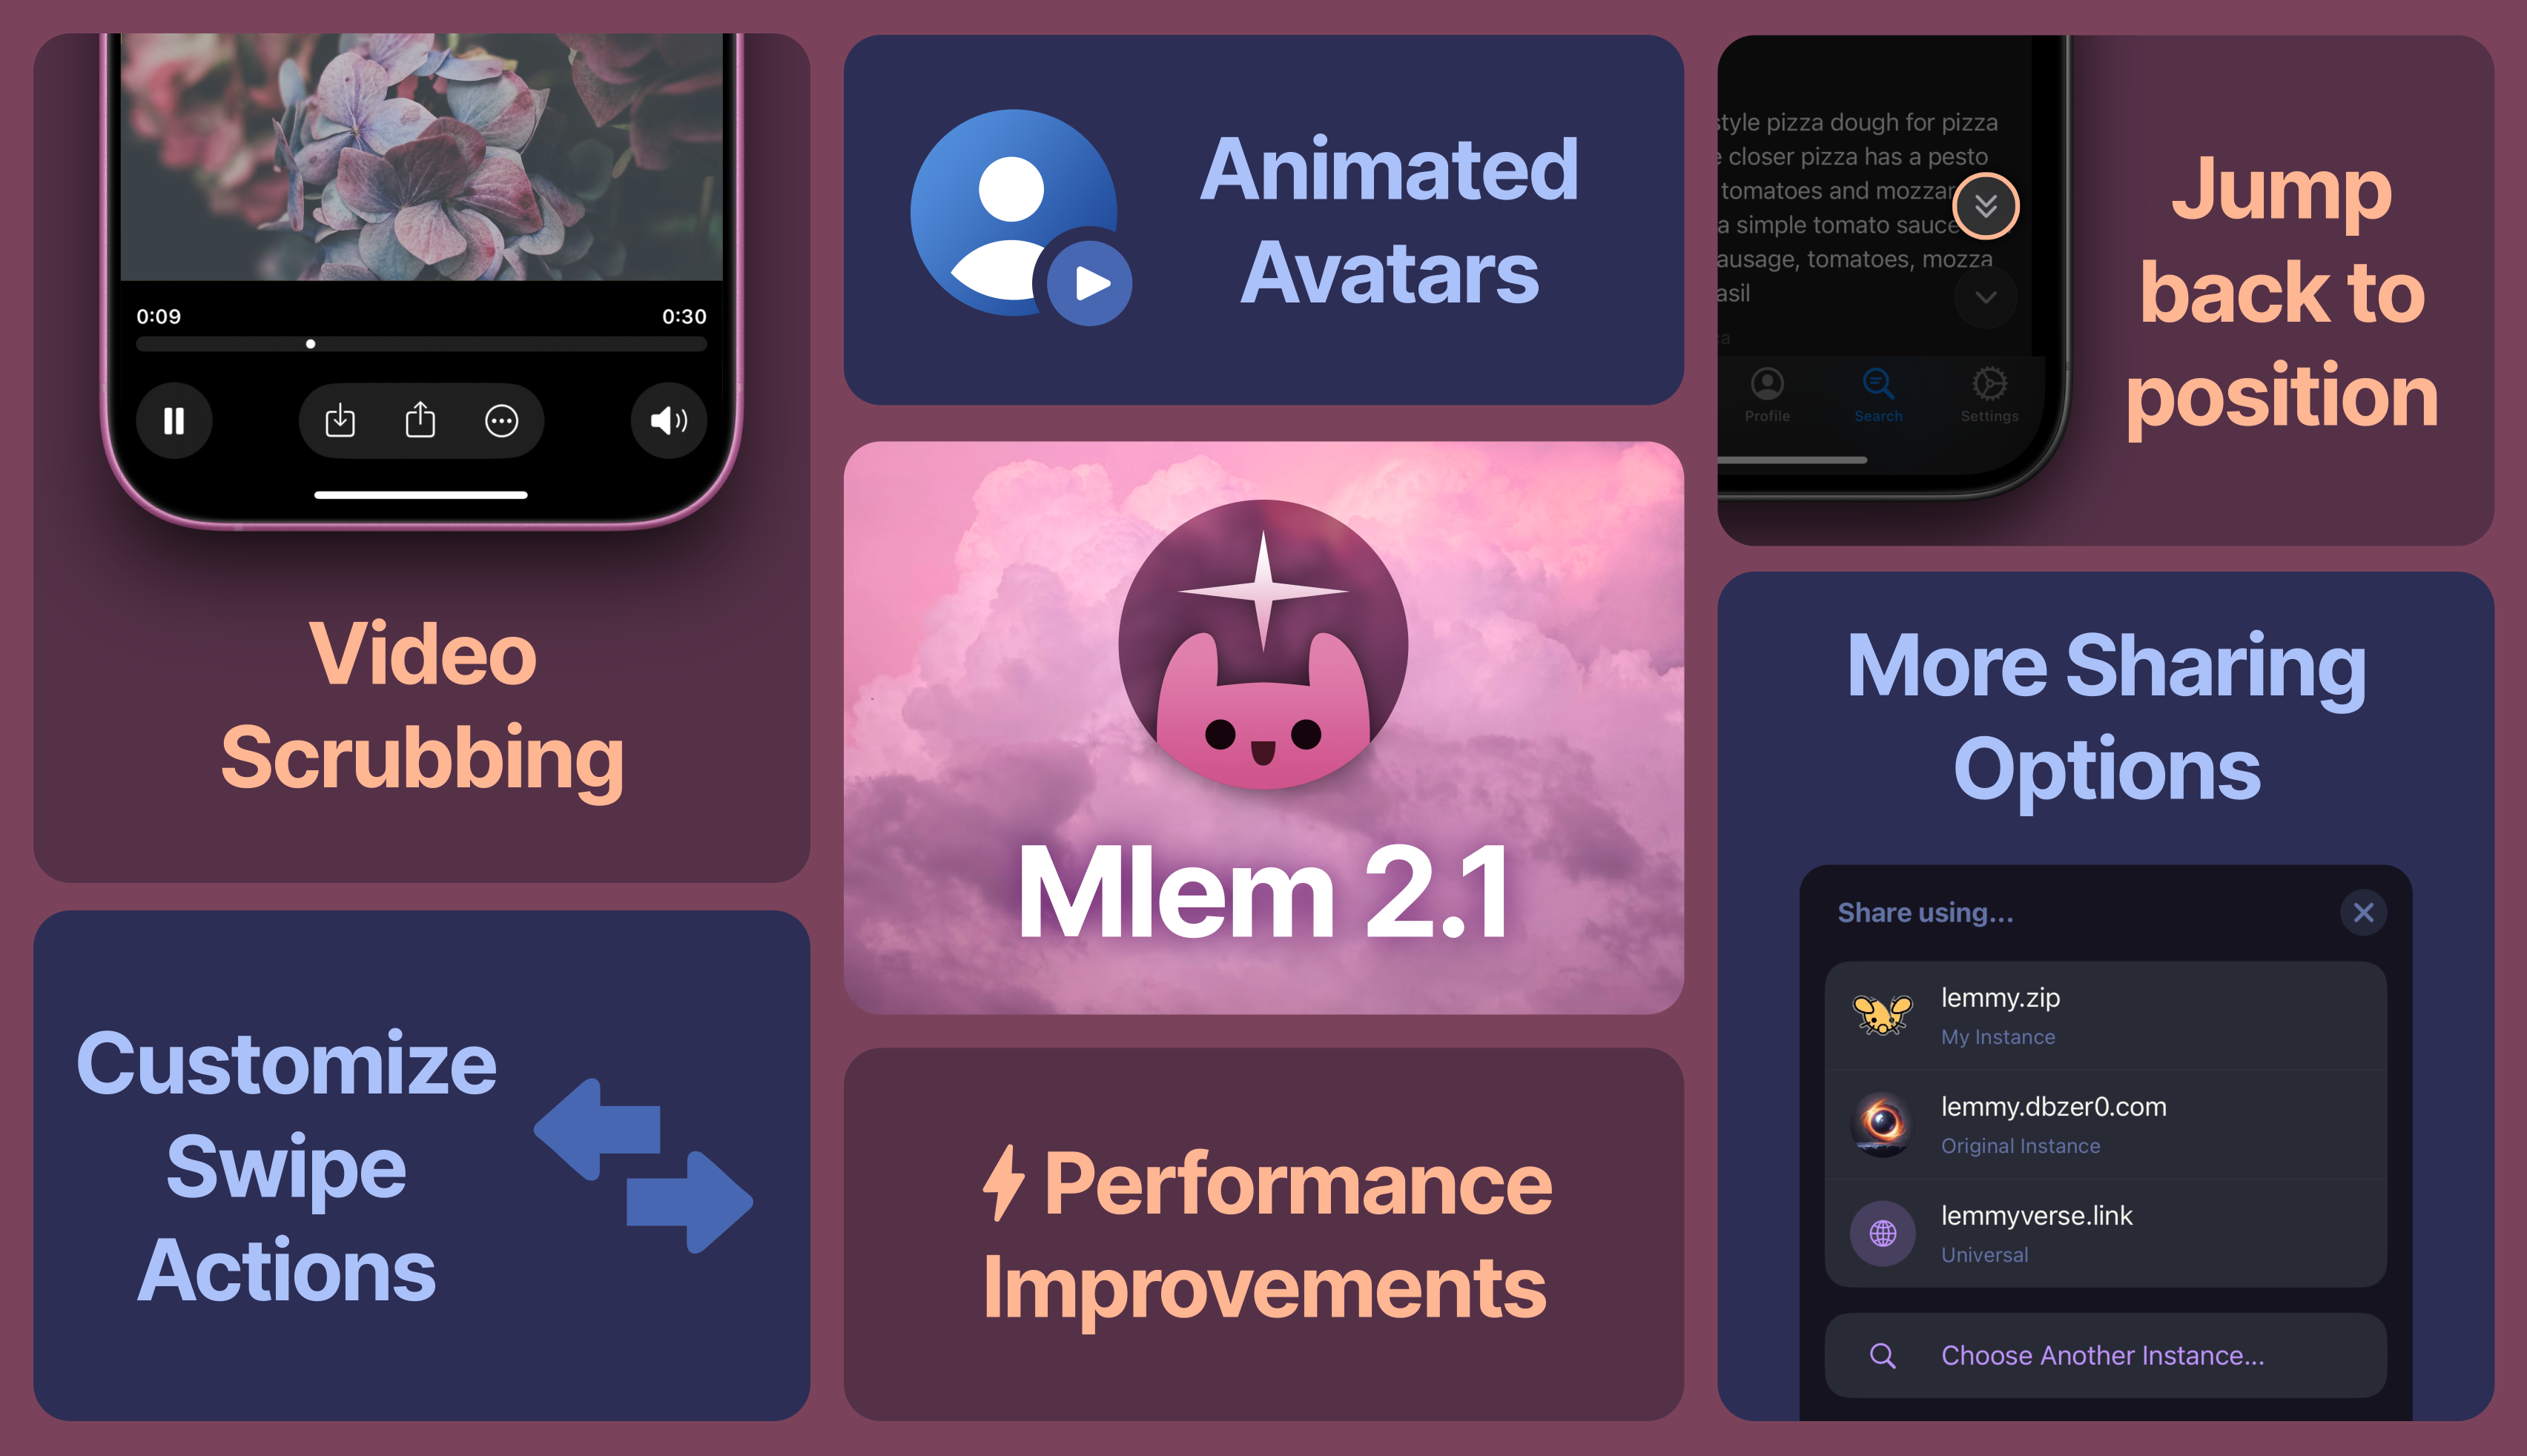 0:09 0:30
Video
Scrubbing
Customize
Swipe
Actions
Animated
Avatars
Mlem 2.1
Performance
Improvements
style pizza dough for pizza
closer pizza has a pesto
tomatoes and mozzar
a simple tomato sauce
ausage, tomatoes, mozza
asil
Profile Search Settings
Jump
back to
position
More Sharing
Options
Share using...
lemmy.zip
My Instance
lemmy.dbzer0.com
Original Instance
lemmyverse.link
Universal
Choose Another Instance...